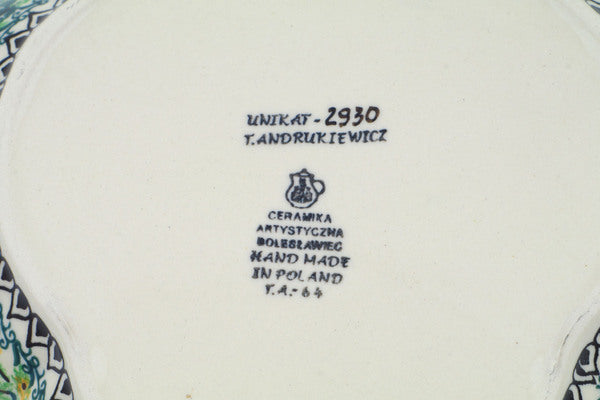 UNIKAT-2930
T.ANDRUKIEWICZ
CERAMIKA
ARTYSTYCZNA
BOLESŁAWIEC
HAND MADE
IN POLAND
T.A.-64